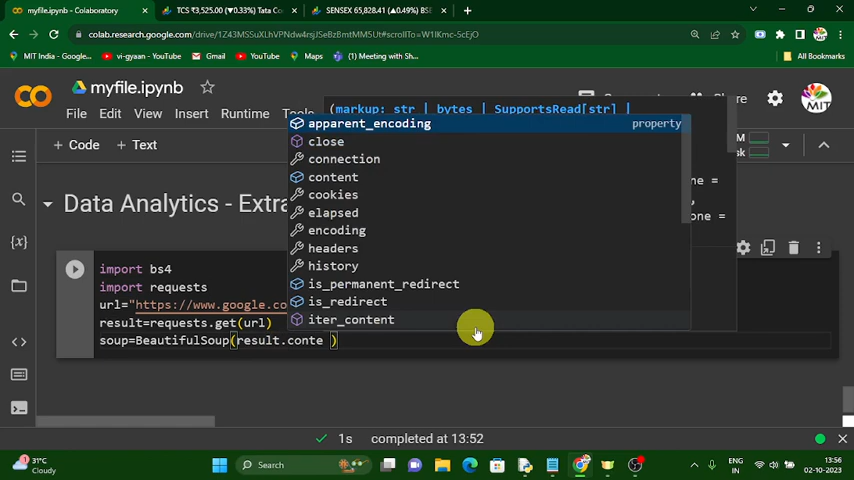 myfile.ipynb - Colaboratory
TCS ₹3,525.00 (▼0.33%) Tata Co
SENSEX 65,828.41 (▲0.49%) BS
colab.research.google.com/drive/1Z43MSSuXLhVPNdw4rsjJSeBzBmtMM5Ut#scrollTo=W1IKmc-5cEjO
MIT India - Google
vi-gyaan - YouTube
Gmail
YouTube
Maps
Meeting with Sh...
All Bookmarks
myfile.ipynb
File Edit View Insert Runtime Tools
(markup: str | bytes | SupportsRead[str] |
+ Code + Text
apparent_encoding property
close
connection
content
one =
cookies
Data Analytics - Extra
elapsed
one =
encoding
headers
history
is_permanent_redirect
is_redirect
iter_content
import bs4
import requests
url="https://www.google.co
result=requests.get(url)
soup=BeautifulSoup(result.conte )
1s completed at 13:52
31°C
Cloudy
Search
ENG
IN
13:56
02-10-2023